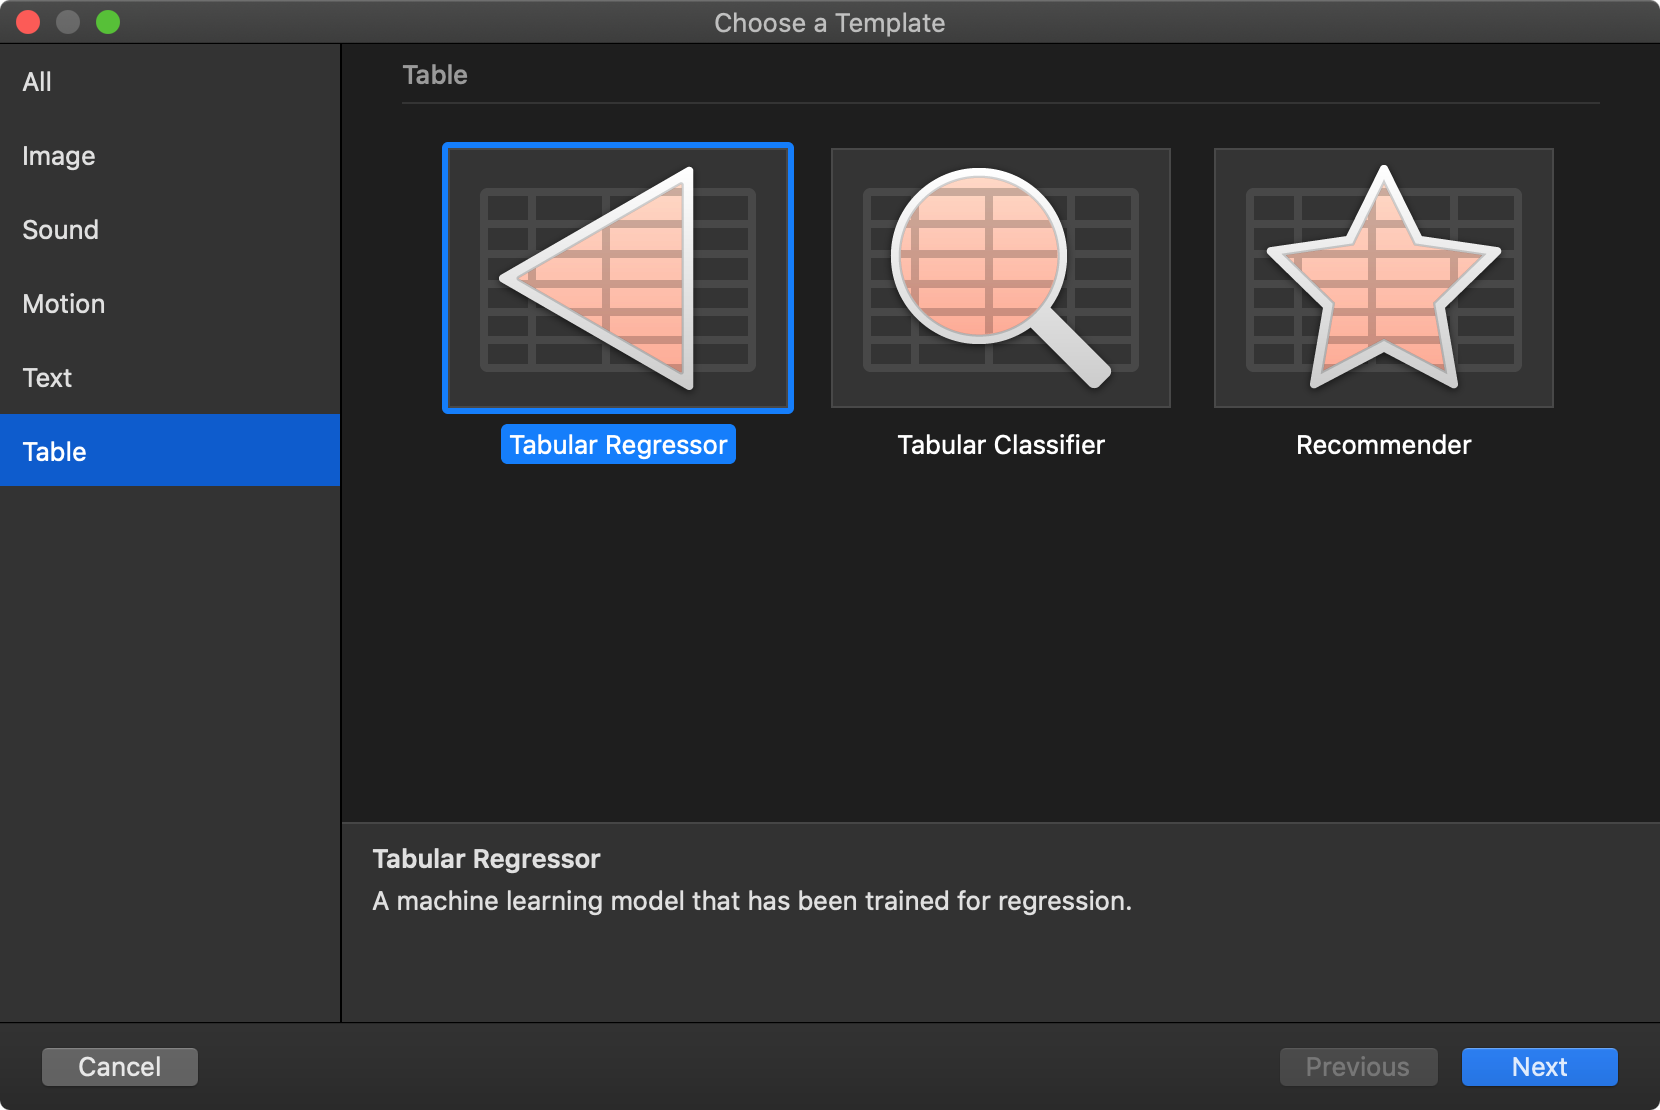 Choose a Template
All
Image
Sound
Motion
Text
Table
Table
Tabular Regressor
Tabular Classifier
Recommender
Tabular Regressor
A machine learning model that has been trained for regression.
Cancel
Previous
Next